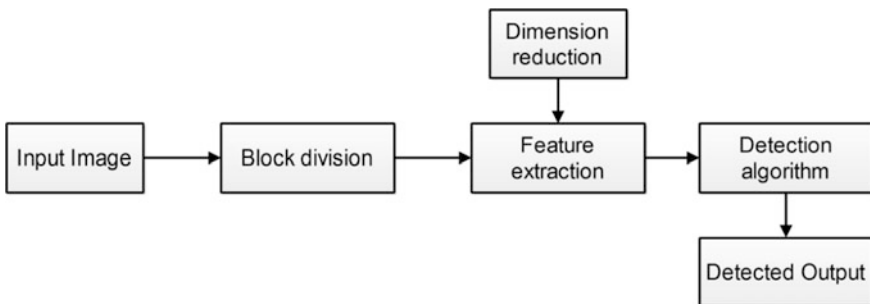 Dimension
reduction
Input Image
Block division
Feature
extraction
Detection
algorithm
Detected Output